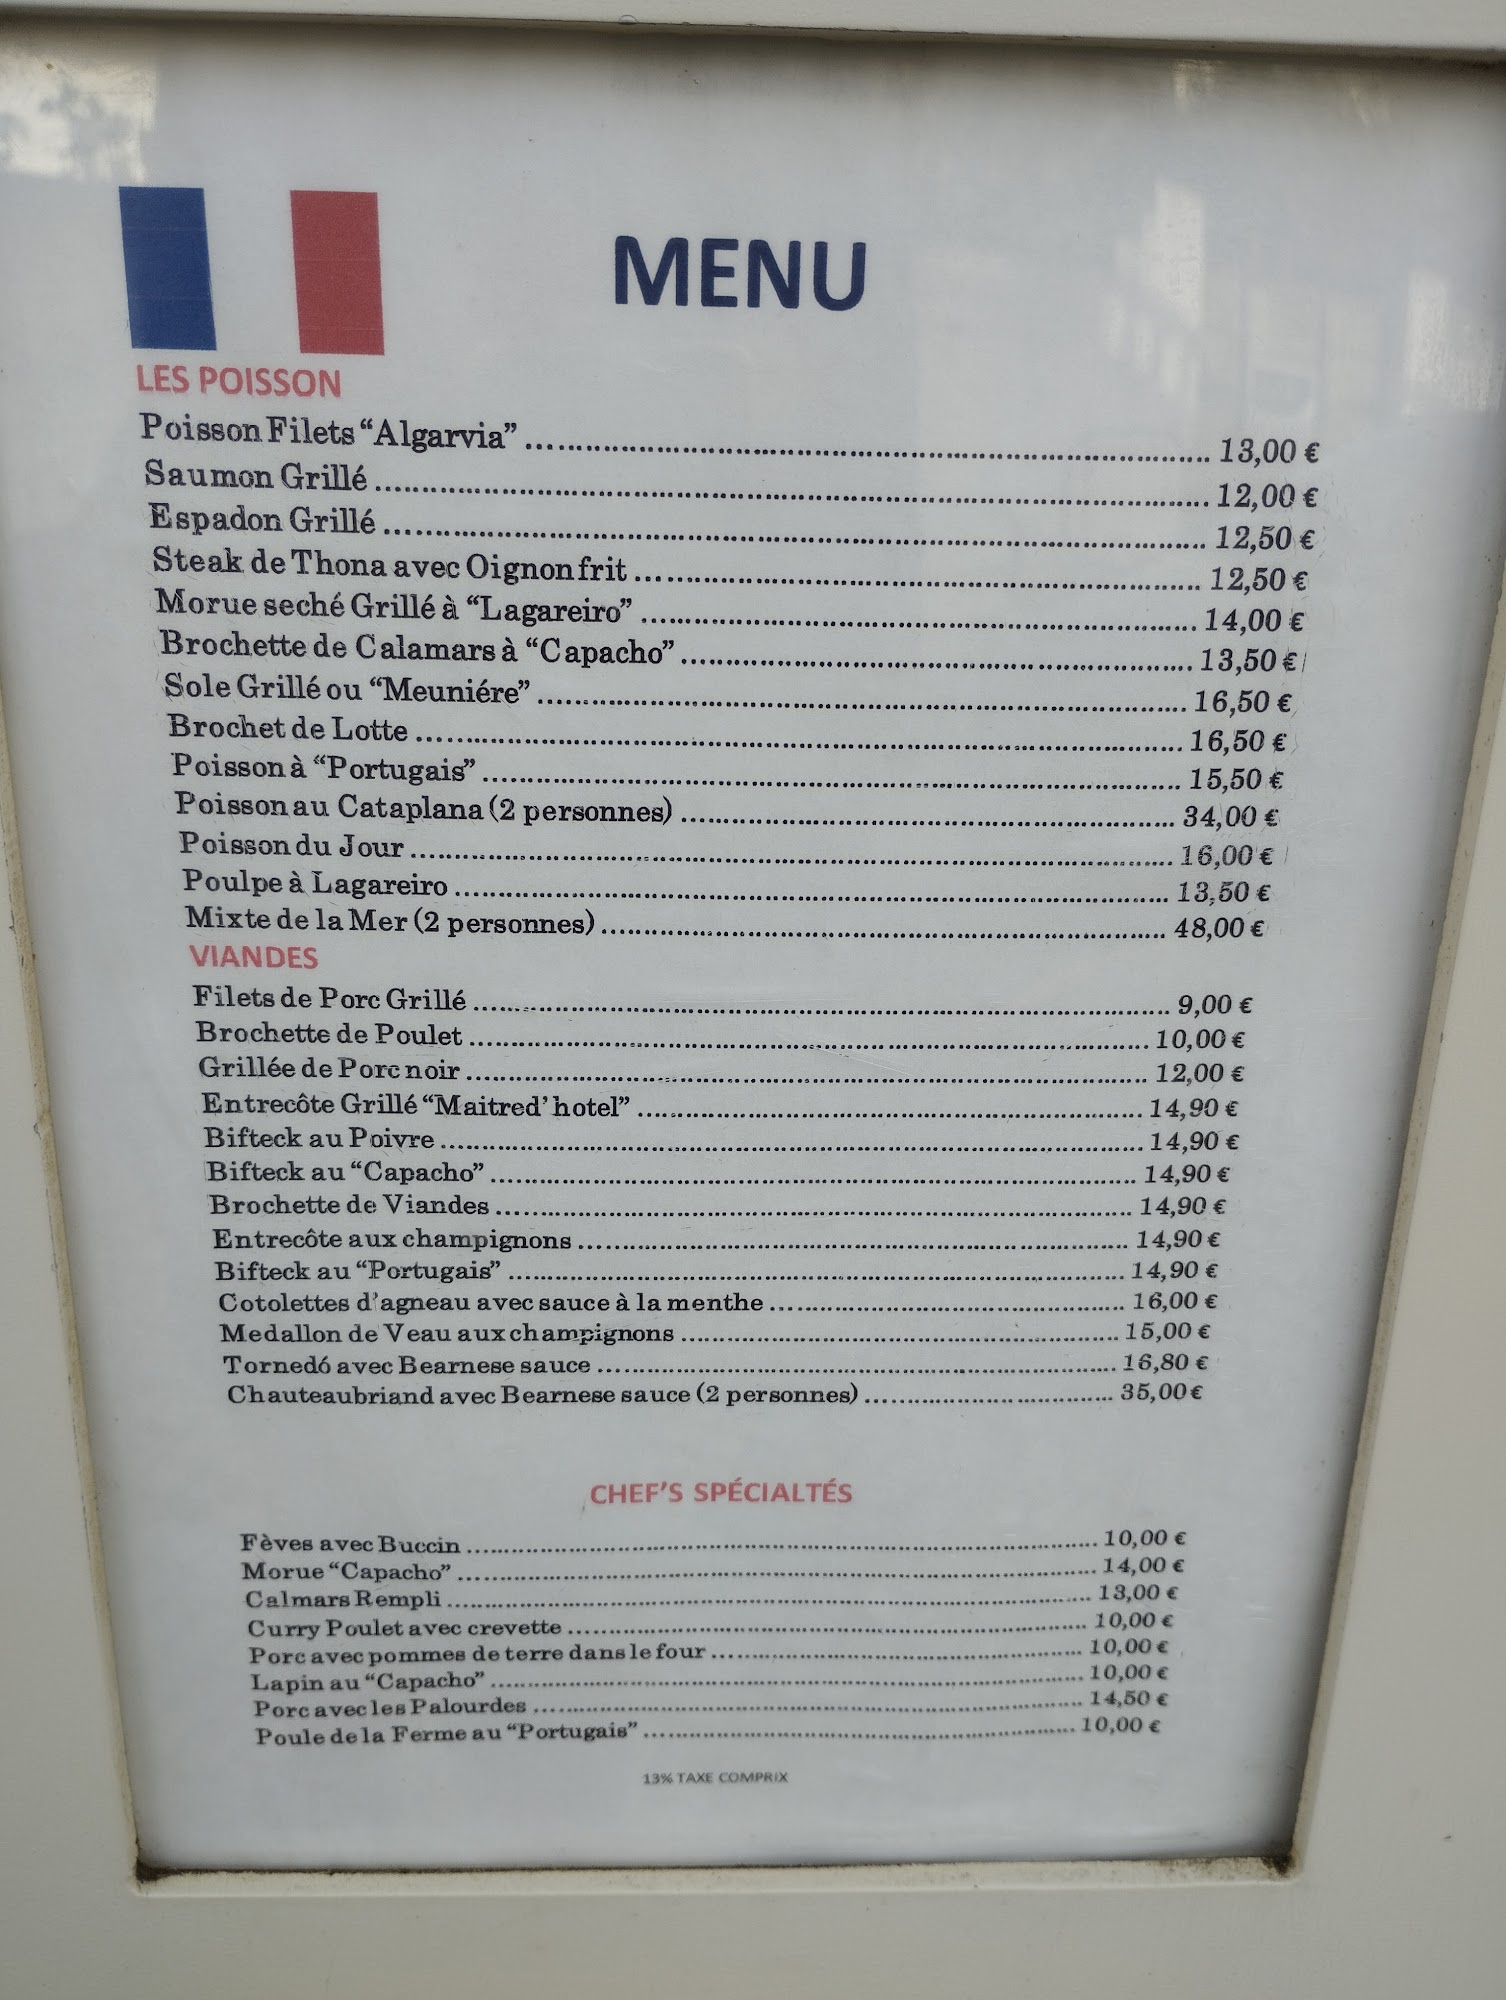 MENU
LES POISSON
Poisson Filets “Algarvia” ........ 13,00 €
Saumon Grillé ........ 12,00 €
Espadon Grillé ........ 12,50 €
Steak de Thona avec Oignon frit ........ 12,50 €
Morue seché Grillé à “Lagareiro” ........ 14,00 €
Brochette de Calamars à “Capacho” ........ 13,50 €
Sole Grillé ou “Meuniére” ........ 16,50 €
Brochet de Lotte ........ 16,50 €
Poisson à “Portugais” ........ 15,50 €
Poisson au Cataplana (2 personnes) ........ 34,00 €
Poisson du Jour ........ 16,00 €
Poulpe à Lagareiro ........ 13,50 €
Mixte de la Mer (2 personnes) ........ 48,00 €
VIANDES
Filets de Porc Grillé ........ 9,00 €
Brochette de Poulet ........ 10,00 €
Grillée de Porc noir ........ 12,00 €
Entrecôte Grillé “Maitred’hotel” ........ 14,90 €
Bifteck au Poivre ........ 14,90 €
Bifteck au “Capacho” ........ 14,90 €
Brochette de Viandes ........ 14,90 €
Entrecôte aux champignons ........ 14,90 €
Bifteck au “Portugais” ........ 14,90 €
Cotolettes d’agneau avec sauce à la menthe ........ 16,00 €
Medallon de Veau aux champignons ........ 15,00 €
Tornedó avec Bearnese sauce ........ 16,80 €
Chauteaubriand avec Bearnese sauce (2 personnes) ........ 35,00 €
CHEF’S SPÉCIALTÉS
Fèves avec Buccin ........ 10,00 €
Morue “Capacho” ........ 14,00 €
Calmars Rempli ........ 13,00 €
Curry Poulet avec crevette ........ 10,00 €
Porc avec pommes de terre dans le four ........ 10,00 €
Lapin au “Capacho” ........ 10,00 €
Porc avec les Palourdes ........ 14,50 €
Poule de la Ferme au “Portugais” ........ 10,00 €
13% TAXE COMPRIX